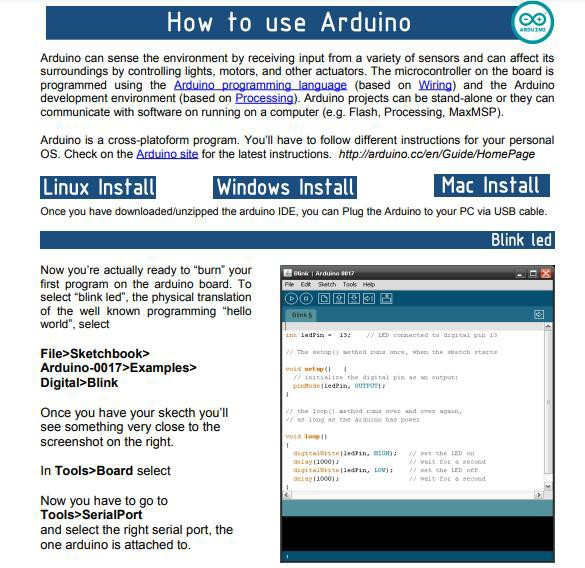 How to use Arduino
ARDUINO
Arduino can sense the environment by receiving input from a variety of sensors and can affect its
surroundings by controlling lights, motors, and other actuators. The microcontroller on the board is
programmed using the Arduino programming language (based on Wiring) and the Arduino
development environment (based on Processing). Arduino projects can be stand-alone or they can
communicate with software on running on a computer (e.g. Flash, Processing, MaxMSP).
Arduino is a cross-platoform program. You'll have to follow different instructions for your personal
OS. Check on the Arduino site for the latest instructions. http://arduino.cc/en/Guide/HomePage
Linux Install
Windows Install
Mac Install
Once you have downloaded/unzipped the arduino IDE, you can Plug the Arduino to your PC via USB cable.
Blink led
Now you're actually ready to “burn” your
first program on the arduino board. To
select “blink led”, the physical translation
of the well known programming “hello
world”, select
File>Sketchbook>
Arduino-0017>Examples>
Digital>Blink
Once you have your skecth you'll
see something very close to the
screenshot on the right.
In Tools>Board select
Now you have to go to
Tools>SerialPort
and select the right serial port, the
one arduino is attached to.
Blink | Arduino 0017
File Edit Sketch Tools Help
Blink §
int ledPin = 13; // LED connected to digital pin 13
// The setup() method runs once, when the sketch starts
void setup() {
// initialize the digital pin as an output:
pinMode(ledPin, OUTPUT);
}
// the loop() method runs over and over again,
// as long as the Arduino has power
void loop()
{
digitalWrite(ledPin, HIGH); // set the LED on
delay(1000); // wait for a second
digitalWrite(ledPin, LOW); // set the LED off
delay(1000); // wait for a second
}
1